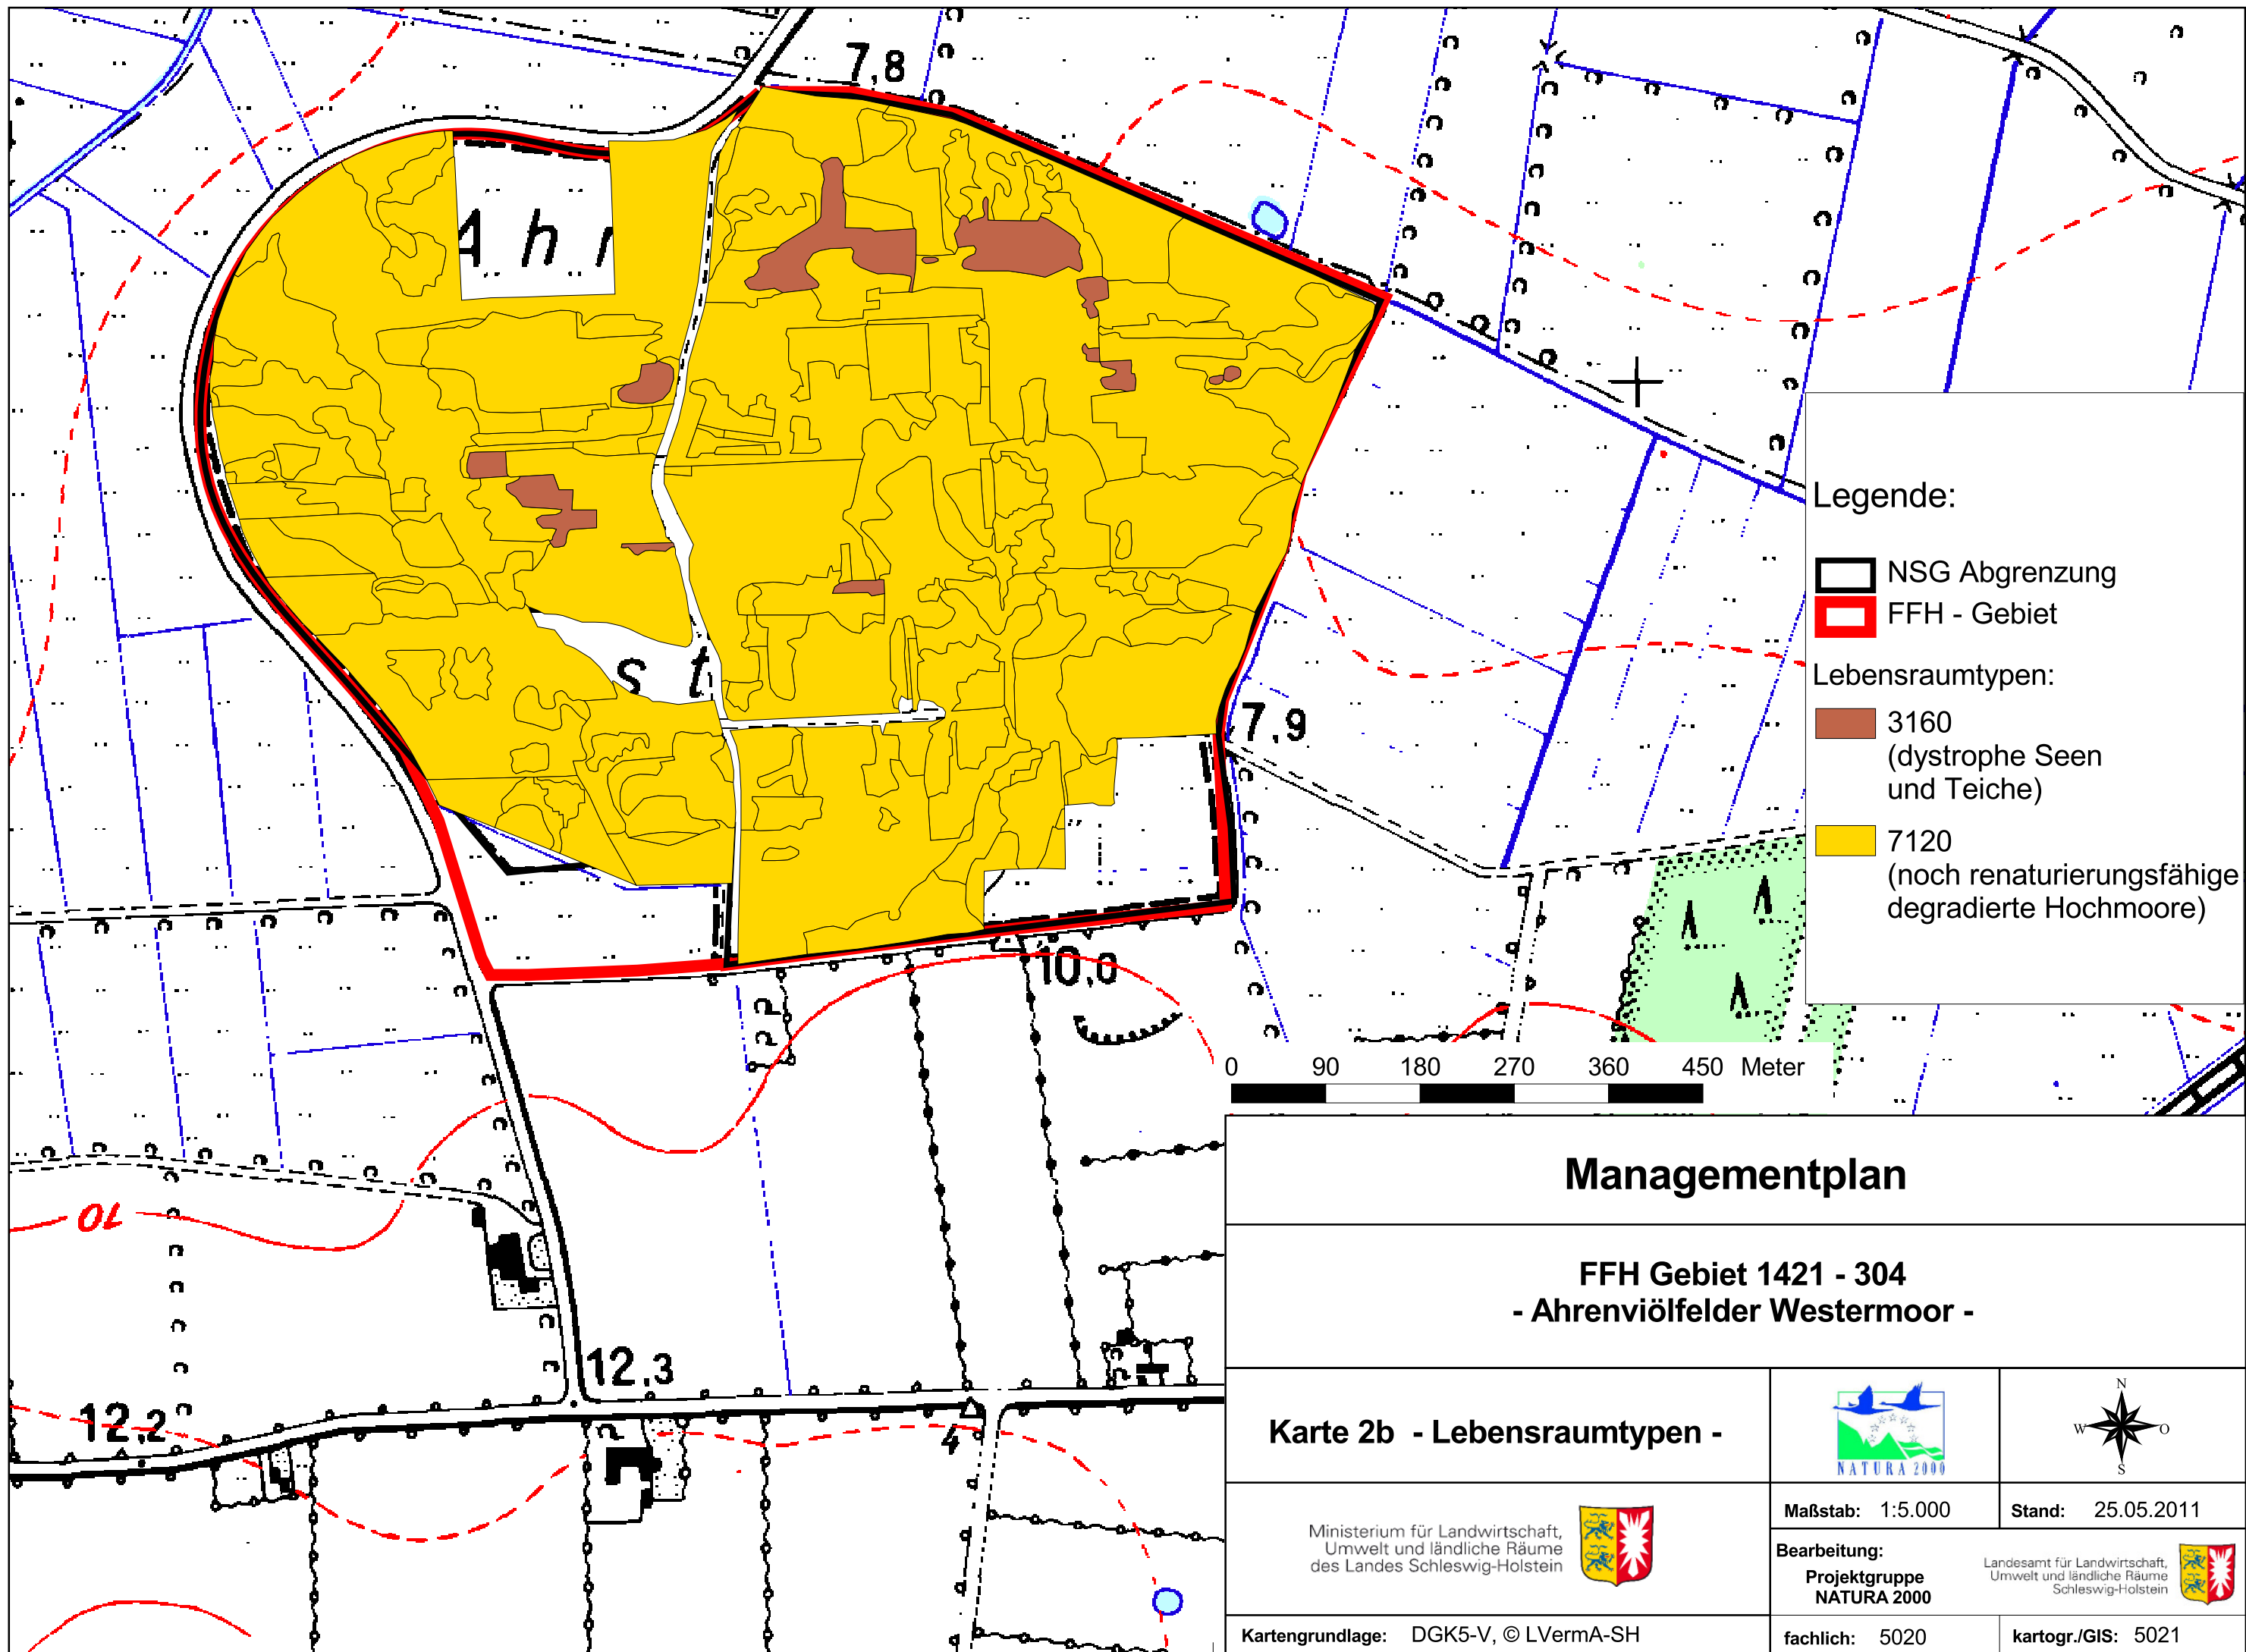 7,8
Ahr
st
7,9
10,0
10
12,3
12,2
4
Legende:
NSG Abgrenzung
FFH - Gebiet
Lebensraumtypen:
3160
(dystrophe Seen
und Teiche)
7120
(noch renaturierungsfähige
degradierte Hochmoore)
0 90 180 270 360 450 Meter
Managementplan
FFH Gebiet 1421 - 304
- Ahrenviölfelder Westermoor -
Karte 2b - Lebensraumtypen -
NATURA 2000
N
W O
S
Ministerium für Landwirtschaft,
Umwelt und ländliche Räume
des Landes Schleswig-Holstein
Maßstab: 1:5.000
Stand: 25.05.2011
Bearbeitung:
Projektgruppe
NATURA 2000
Landesamt für Landwirtschaft,
Umwelt und ländliche Räume
Schleswig-Holstein
Kartengrundlage: DGK5-V, © LVermA-SH
fachlich: 5020
kartogr./GIS: 5021